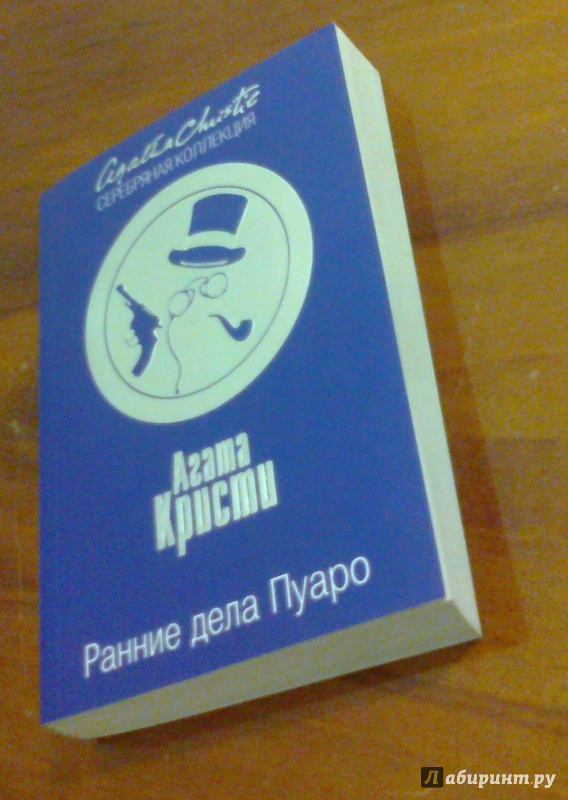 Agatha Christie
СЕРЕБРЯНАЯ КОЛЛЕКЦИЯ
Агата
Кристи
Ранние дела Пуаро
Л лабиринт.ру